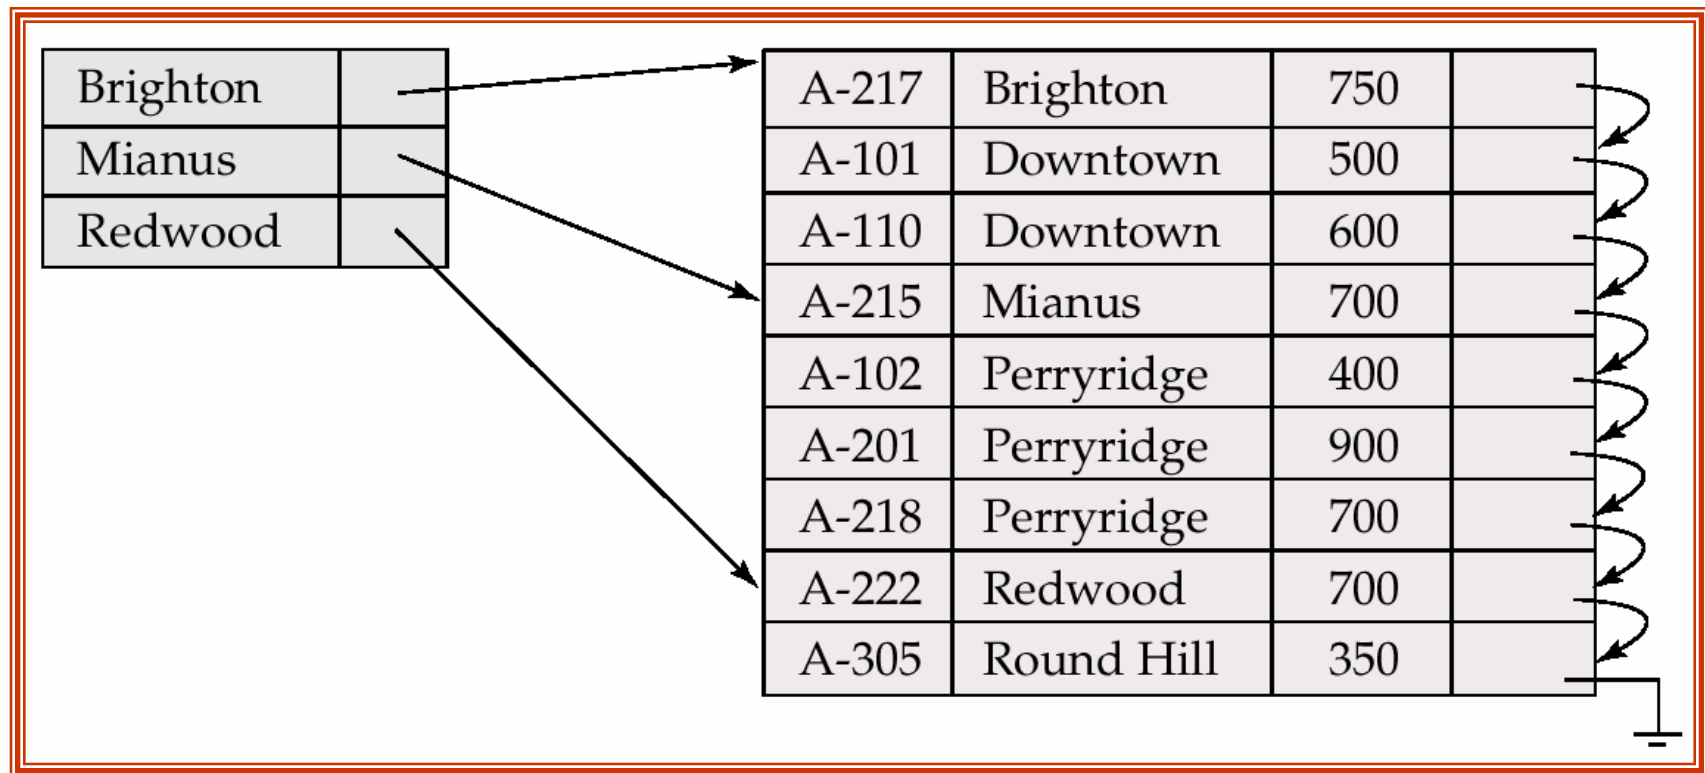 Brighton
Mianus
Redwood
A-217 Brighton 750
A-101 Downtown 500
A-110 Downtown 600
A-215 Mianus 700
A-102 Perryridge 400
A-201 Perryridge 900
A-218 Perryridge 700
A-222 Redwood 700
A-305 Round Hill 350